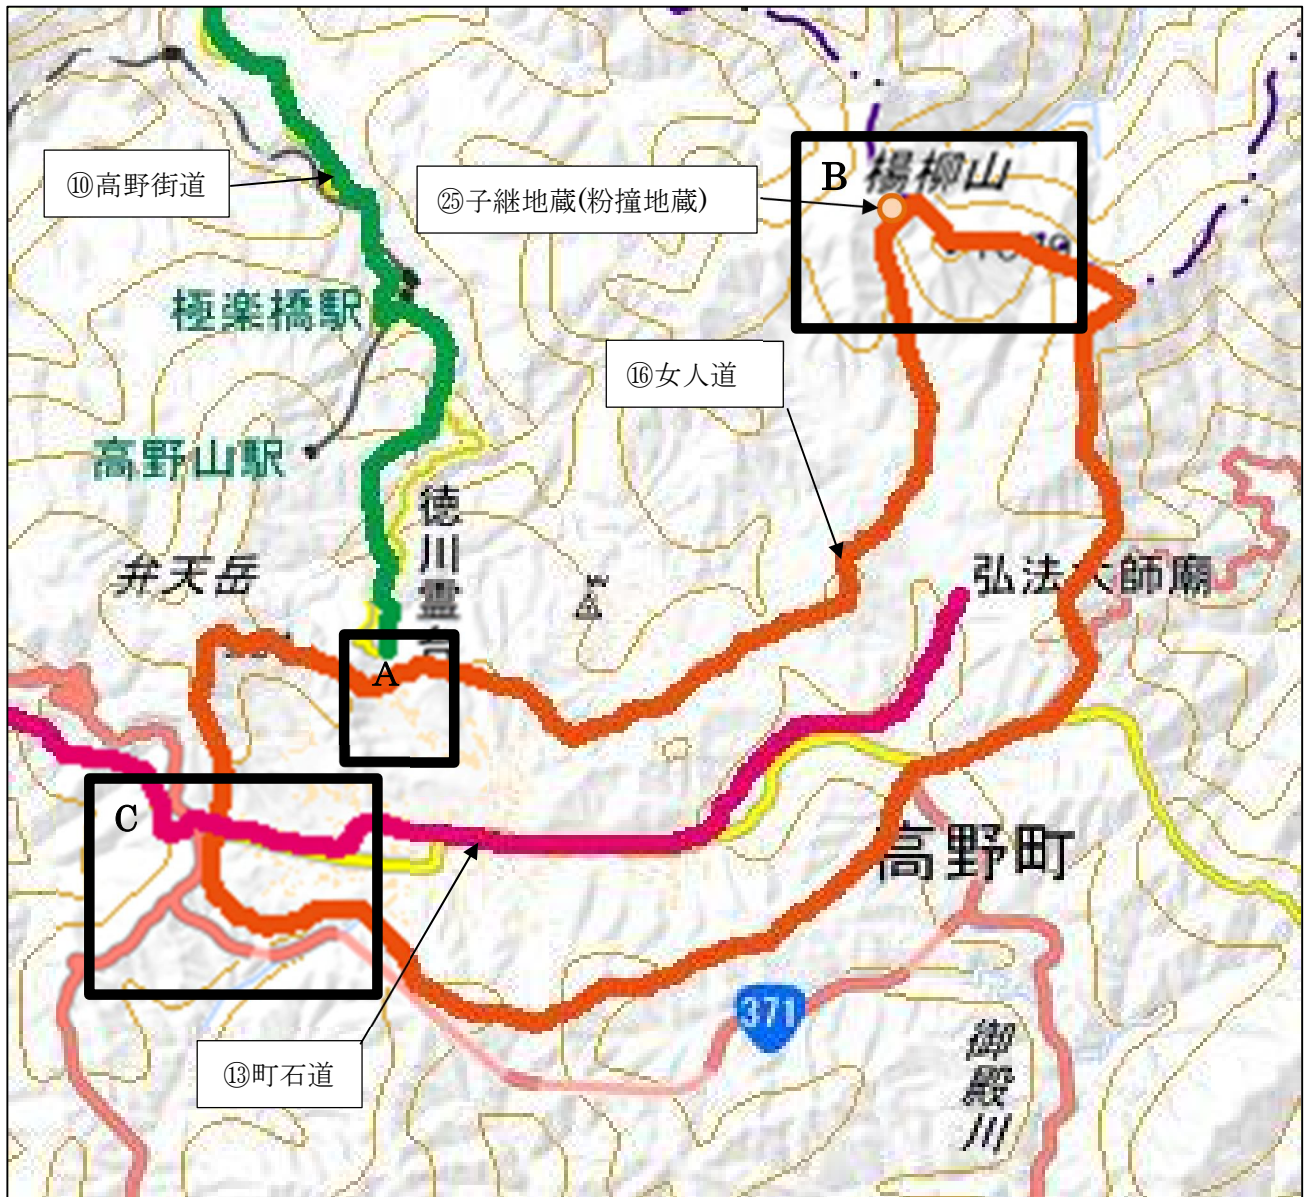 B
楊柳山
⑩高野街道
㉕子継地蔵(粉撞地蔵)
極楽橋駅
⑯女人道
高野山駅
徳川霊台
弁天岳
弘法大師廟
A
C
高野町
371
御殿川
⑬町石道